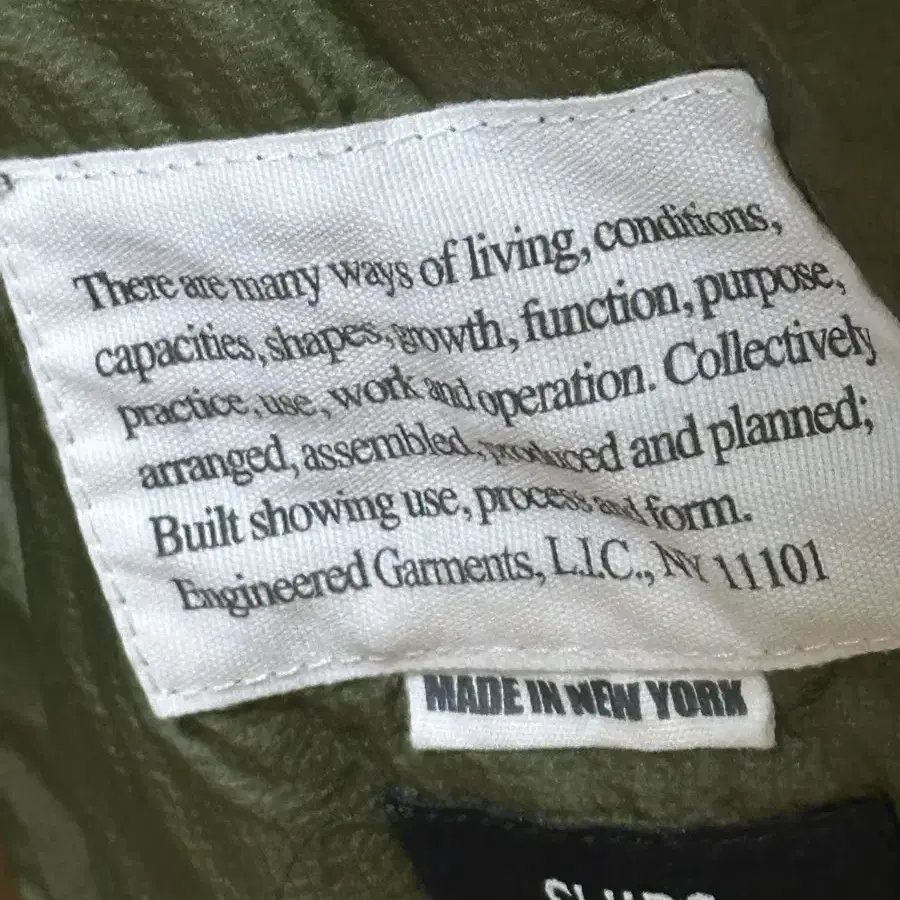 There are many ways of living, conditions,
capacities, shapes, growth, function, purpose,
practice, use, work and operation. Collectively
arranged, assembled, produced and planned;
Built showing use, process and form.
Engineered Garments, L.I.C., NY 11101
MADE IN NEW YORK